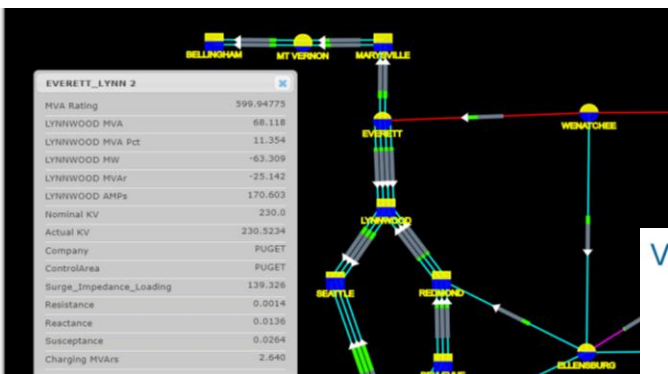 BELLINGHAM
MT VERNON
MARYSVILLE
EVERETT_LYNN 2
MVA Rating 599.94775
LYNNWOOD MVA 68.118
LYNNWOOD MVA Pct 11.354
LYNNWOOD MW -63.309
LYNNWOOD MVAr -25.142
LYNNWOOD AMPs 170.603
Nominal KV 230.0
Actual KV 230.5234
Company PUGET
ControlArea PUGET
Surge_Impedance_Loading 139.326
Resistance 0.0014
Reactance 0.0136
Susceptance 0.0264
Charging MVArs 2.640
EVERETT
WENATCHEE
LYNNWOOD
SEATTLE
REDMOND
ELLENSBURG
V